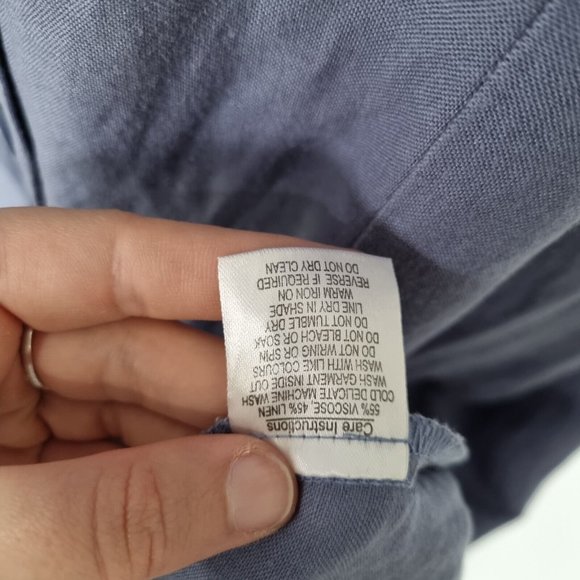 Care Instructions
55% VISCOSE, 45% LINEN
COLD DELICATE MACHINE WASH
WASH GARMENT INSIDE OUT
WASH WITH LIKE COLOURS
DO NOT WRING OR SPIN
DO NOT BLEACH OR SOAK
DO NOT TUMBLE DRY
LINE DRY IN SHADE
WARM IRON ON
REVERSE IF REQUIRED
DO NOT DRY CLEAN